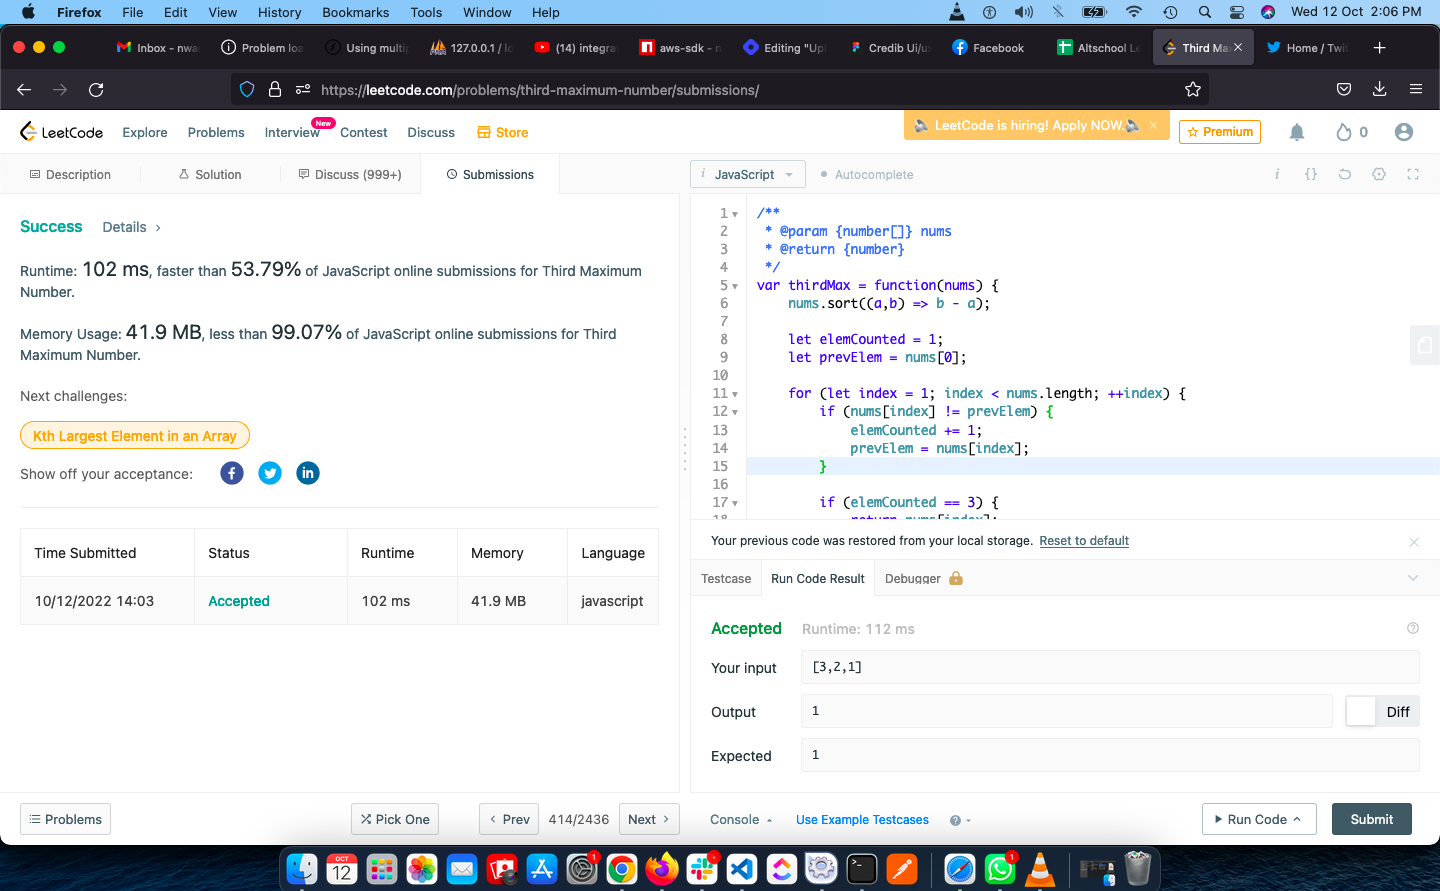 Firefox File Edit View History Bookmarks Tools Window Help Wed 12 Oct 2:06 PM
Inbox - nwa Problem loa Using multip 127.0.0.1 / lo (14) integra aws-sdk - n Editing "Upl Credib Ui/ux Facebook Altschool Le Third Ma Home / Twit
https://leetcode.com/problems/third-maximum-number/submissions/
LeetCode Explore Problems Interview New Contest Discuss Store LeetCode is hiring! Apply NOW. Premium 0
Description Solution Discuss (999+) Submissions
Success Details >
Runtime: 102 ms, faster than 53.79% of JavaScript online submissions for Third Maximum
Number.
Memory Usage: 41.9 MB, less than 99.07% of JavaScript online submissions for Third
Maximum Number.
Next challenges:
Kth Largest Element in an Array
Show off your acceptance:
Time Submitted Status Runtime Memory Language
10/12/2022 14:03 Accepted 102 ms 41.9 MB javascript
Problems Pick One Prev 414/2436 Next
i JavaScript Autocomplete i {}
1 /**
2 * @param {number[]} nums
3 * @return {number}
4 */
5 var thirdMax = function(nums) {
6 nums.sort((a,b) => b - a);
7
8 let elemCounted = 1;
9 let prevElem = nums[0];
10
11 for (let index = 1; index < nums.length; ++index) {
12 if (nums[index] != prevElem) {
13 elemCounted += 1;
14 prevElem = nums[index];
15 }
16
17 if (elemCounted == 3) {
18 return nums[index];
Your previous code was restored from your local storage. Reset to default
Testcase Run Code Result Debugger
Accepted Runtime: 112 ms
Your input [3,2,1]
Output 1 Diff
Expected 1
Console Use Example Testcases Run Code Submit
OCT
12
1
1